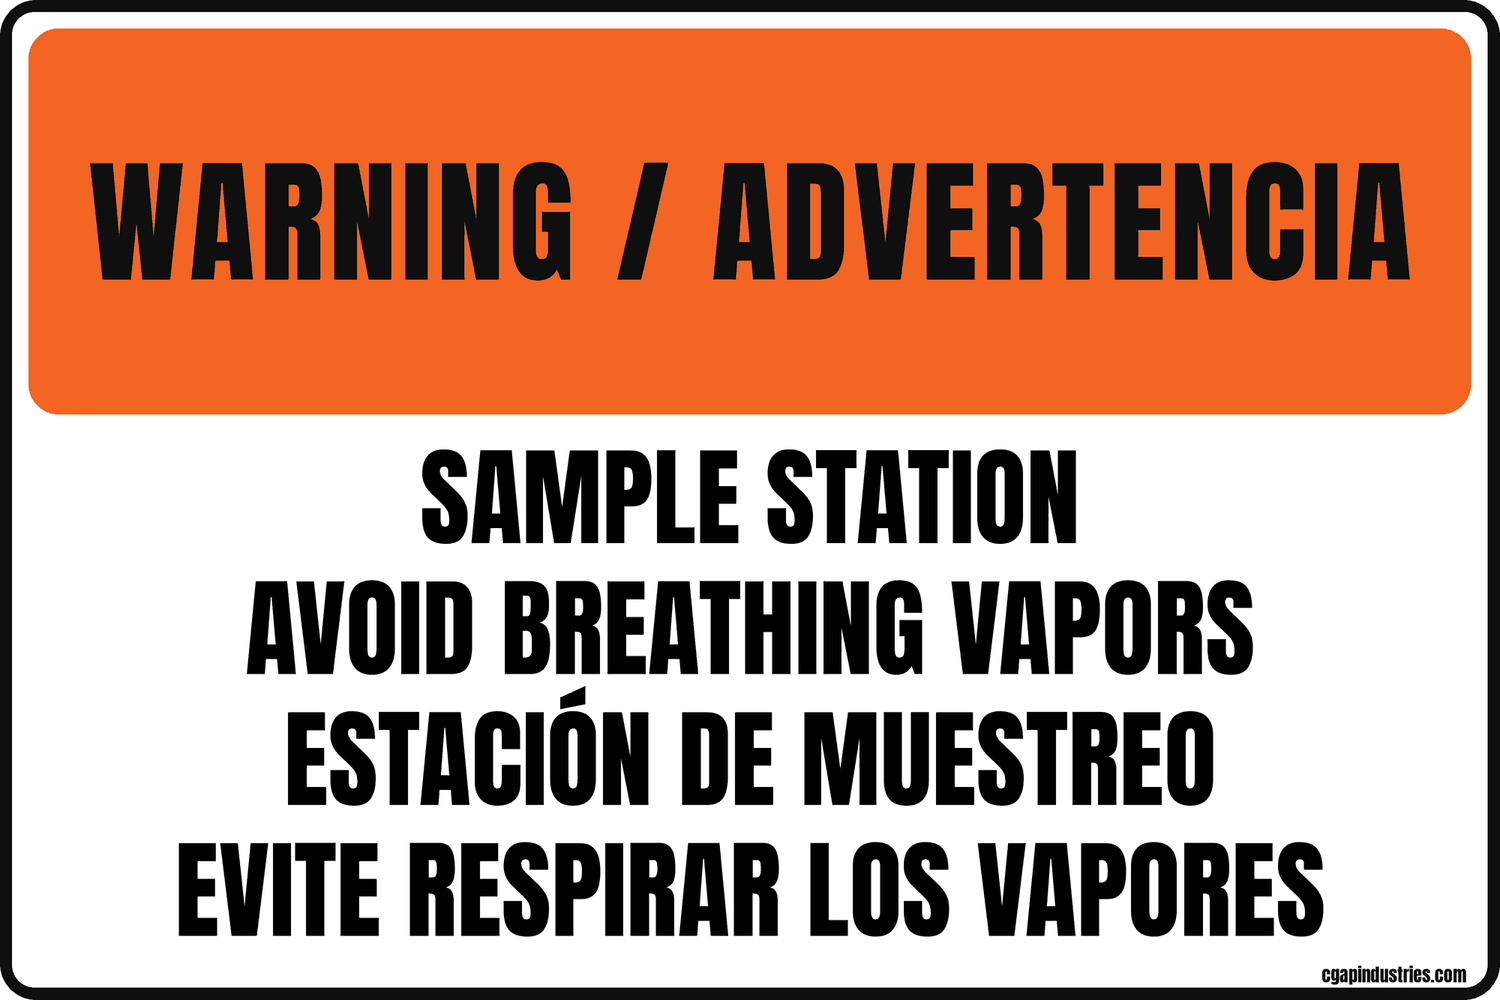 WARNING / ADVERTENCIA
SAMPLE STATION
AVOID BREATHING VAPORS
ESTACIÓN DE MUESTREO
EVITE RESPIRAR LOS VAPORES
cgapindustries.com